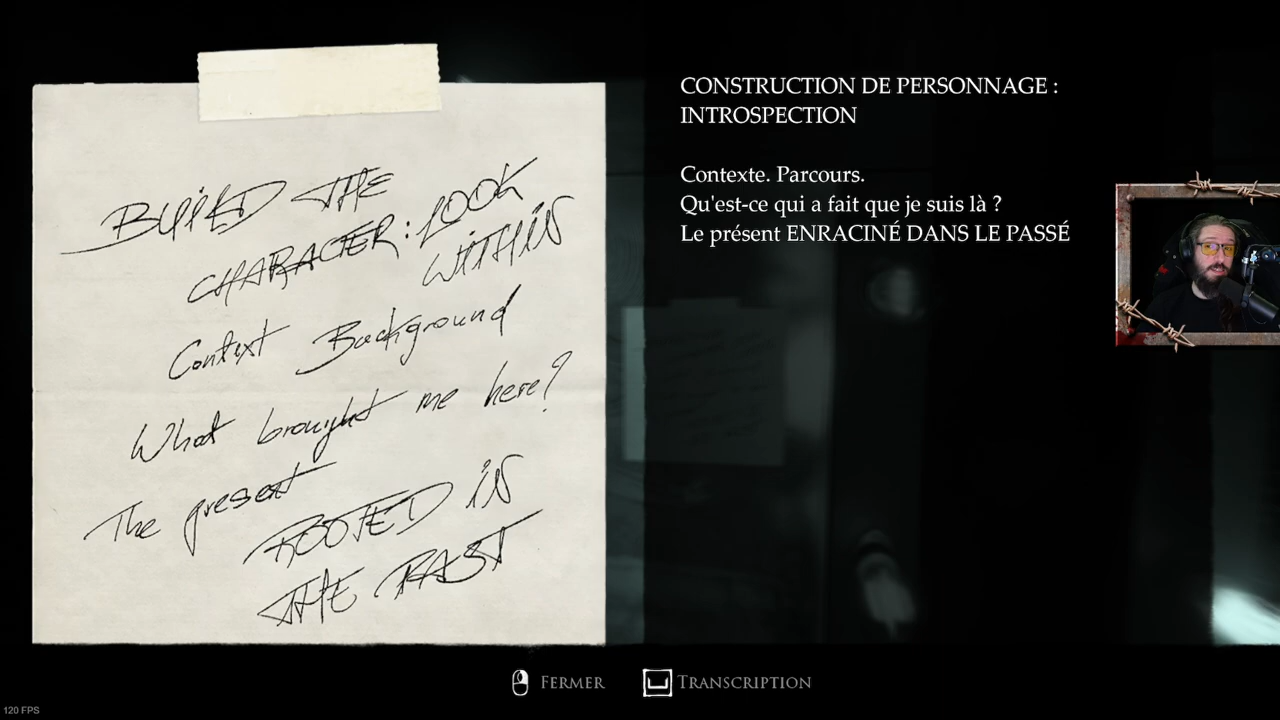 BUILD THE
CHARACTER: LOOK
WITHIN
Context Background
What brought me here?
The present
ROOTED IN
THE PAST
CONSTRUCTION DE PERSONNAGE :
INTROSPECTION
Contexte. Parcours.
Qu'est-ce qui a fait que je suis là ?
Le présent ENRACINÉ DANS LE PASSÉ
FERMER
TRANSCRIPTION
120 FPS